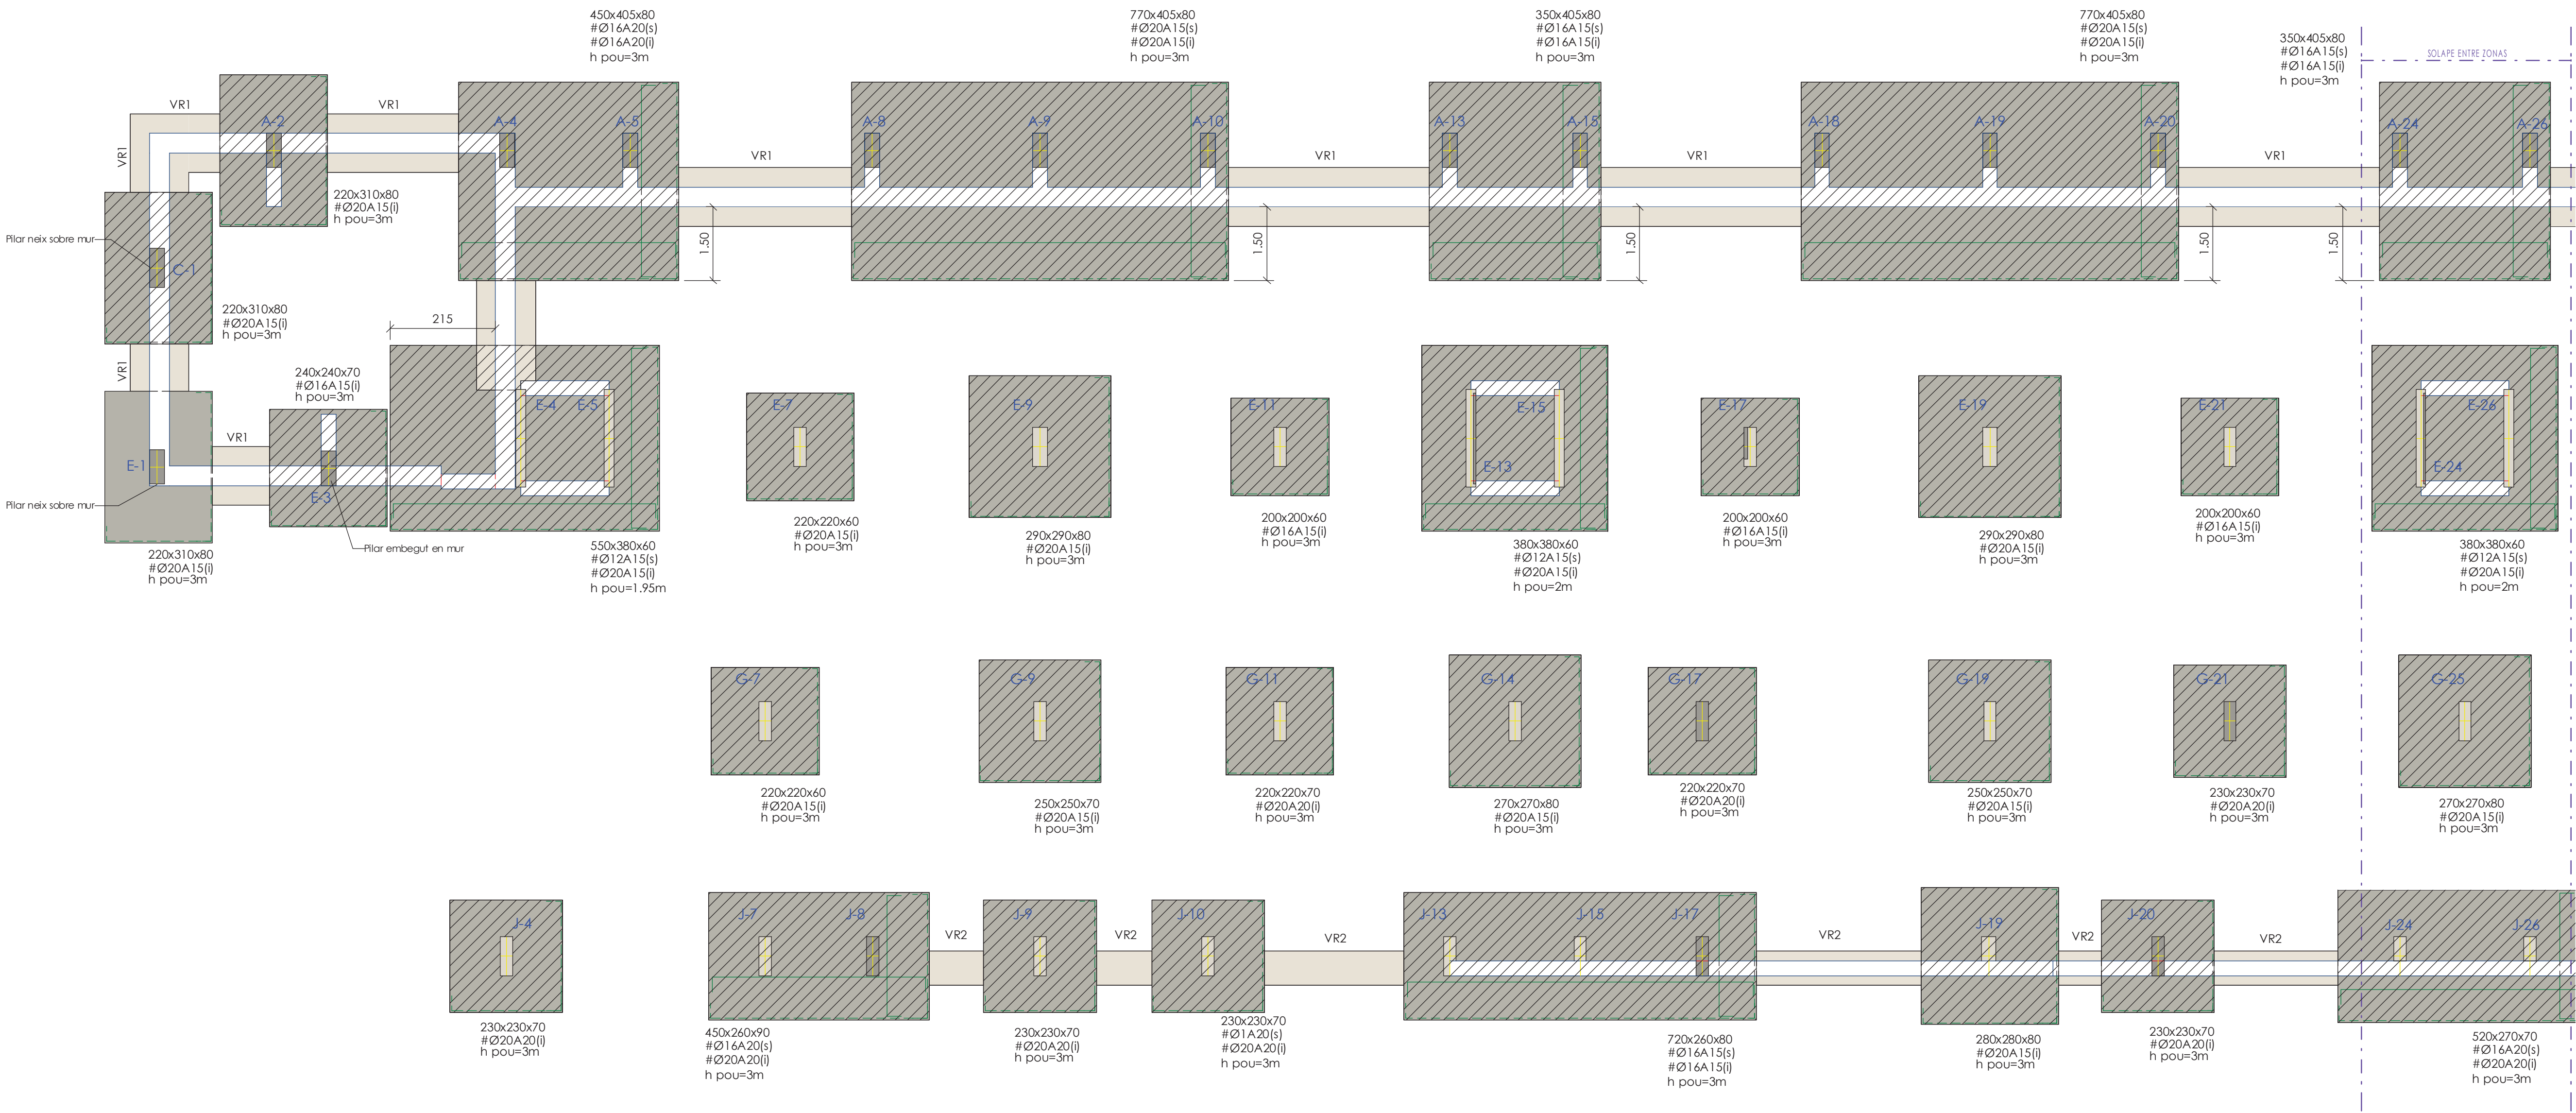 450x405x80
#Ø16A20(s)
#Ø16A20(i)
h pou=3m
770x405x80
#Ø20A15(s)
#Ø20A15(i)
h pou=3m
350x405x80
#Ø16A15(s)
#Ø16A15(i)
h pou=3m
770x405x80
#Ø20A15(s)
#Ø20A15(i)
h pou=3m
350x405x80
#Ø16A15(s)
#Ø16A15(i)
h pou=3m
SOLAPE ENTRE ZONAS
VR1
VR1
VR1
A-2
A-4
A-5
VR1
A-8
A-9
A-10
VR1
A-13
A-15
VR1
A-18
A-19
A-20
VR1
A-24
A-26
220x310x80
#Ø20A15(i)
h pou=3m
1.50
1.50
1.50
1.50
1.50
Pilar neix sobre mur
C-1
220x310x80
#Ø20A15(i)
h pou=3m
215
VR1
240x240x70
#Ø16A15(i)
h pou=3m
E-4
E-5
E-7
E-9
E-11
E-15
E-13
E-17
E-19
E-21
E-26
E-24
VR1
E-1
E-3
Pilar neix sobre mur
Pilar embegut en mur
220x310x80
#Ø20A15(i)
h pou=3m
550x380x60
#Ø12A15(s)
#Ø20A15(i)
h pou=1.95m
220x220x60
#Ø20A15(i)
h pou=3m
290x290x80
#Ø20A15(i)
h pou=3m
200x200x60
#Ø16A15(i)
h pou=3m
380x380x60
#Ø12A15(s)
#Ø20A15(i)
h pou=2m
200x200x60
#Ø16A15(i)
h pou=3m
290x290x80
#Ø20A15(i)
h pou=3m
200x200x60
#Ø16A15(i)
h pou=3m
380x380x60
#Ø12A15(s)
#Ø20A15(i)
h pou=2m
G-7
G-9
G-11
G-14
G-17
G-19
G-21
G-25
220x220x60
#Ø20A15(i)
h pou=3m
250x250x70
#Ø20A15(i)
h pou=3m
220x220x70
#Ø20A20(i)
h pou=3m
270x270x80
#Ø20A15(i)
h pou=3m
220x220x70
#Ø20A20(i)
h pou=3m
250x250x70
#Ø20A15(i)
h pou=3m
230x230x70
#Ø20A20(i)
h pou=3m
270x270x80
#Ø20A15(i)
h pou=3m
J-4
J-7
J-8
VR2
J-9
VR2
J-10
VR2
J-13
J-15
J-17
VR2
J-19
VR2
J-20
VR2
J-24
J-26
230x230x70
#Ø20A20(i)
h pou=3m
450x260x90
#Ø16A20(s)
#Ø20A20(i)
h pou=3m
230x230x70
#Ø20A20(i)
h pou=3m
230x230x70
#Ø1A20(s)
#Ø20A20(i)
h pou=3m
720x260x80
#Ø16A15(s)
#Ø16A15(i)
h pou=3m
280x280x80
#Ø20A15(i)
h pou=3m
230x230x70
#Ø20A20(i)
h pou=3m
520x270x70
#Ø16A20(s)
#Ø20A20(i)
h pou=3m